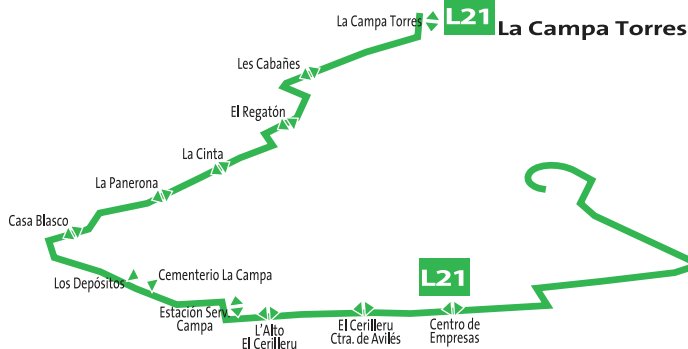 La Campa Torres
L21
La Campa Torres
Les Cabañes
El Regatón
La Cinta
La Panerona
Casa Blasco
Los Depósitos
Cementerio La Campa
L21
Estación Serv.
Campa
L'Alto
El Cerilleru
El Cerilleru
Ctra. de Avilés
Centro de
Empresas